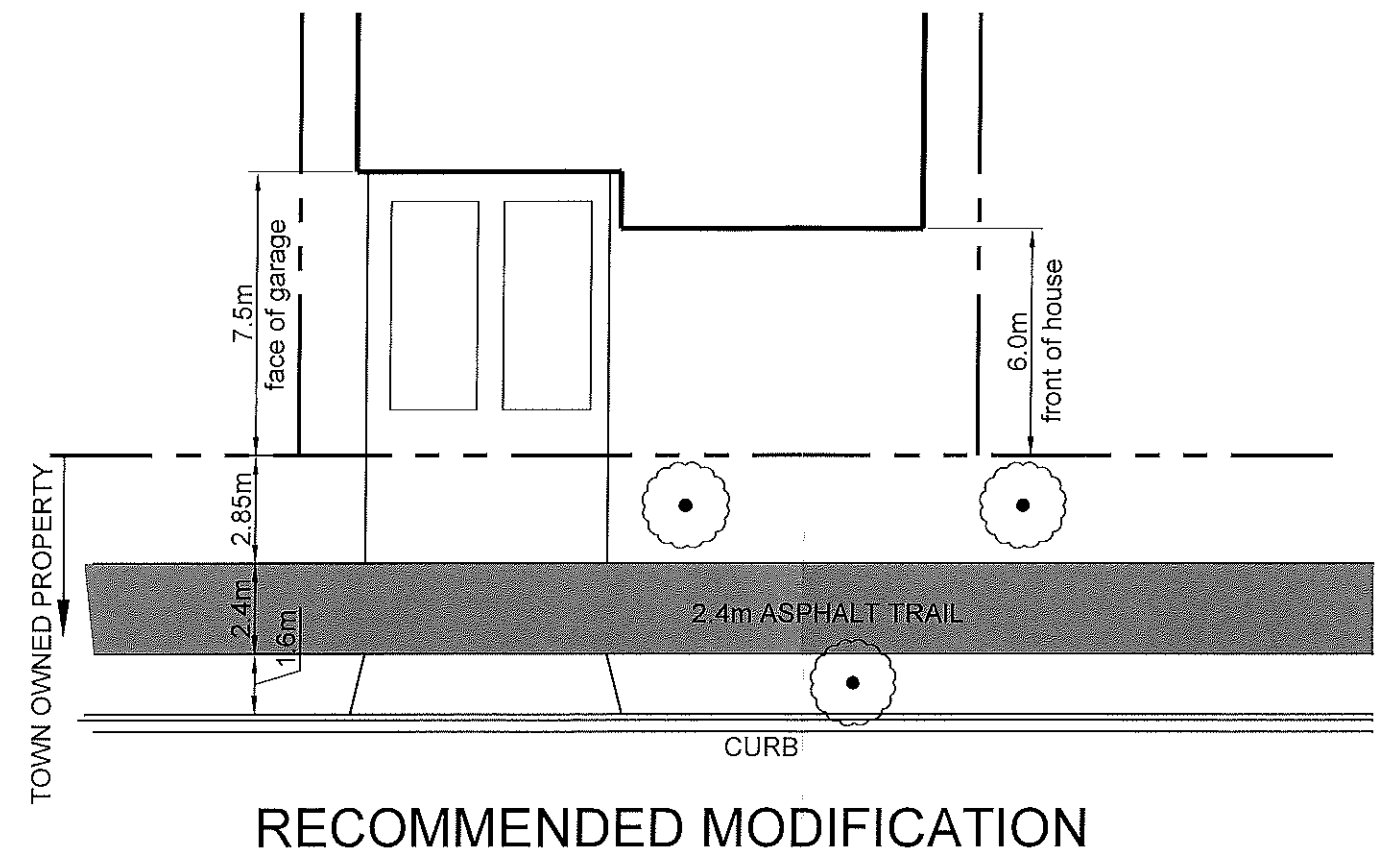 7.5m
face of garage
6.0m
front of house
TOWN OWNED PROPERTY
2.85m
2.4m
1.6m
2.4m ASPHALT TRAIL
CURB
RECOMMENDED MODIFICATION